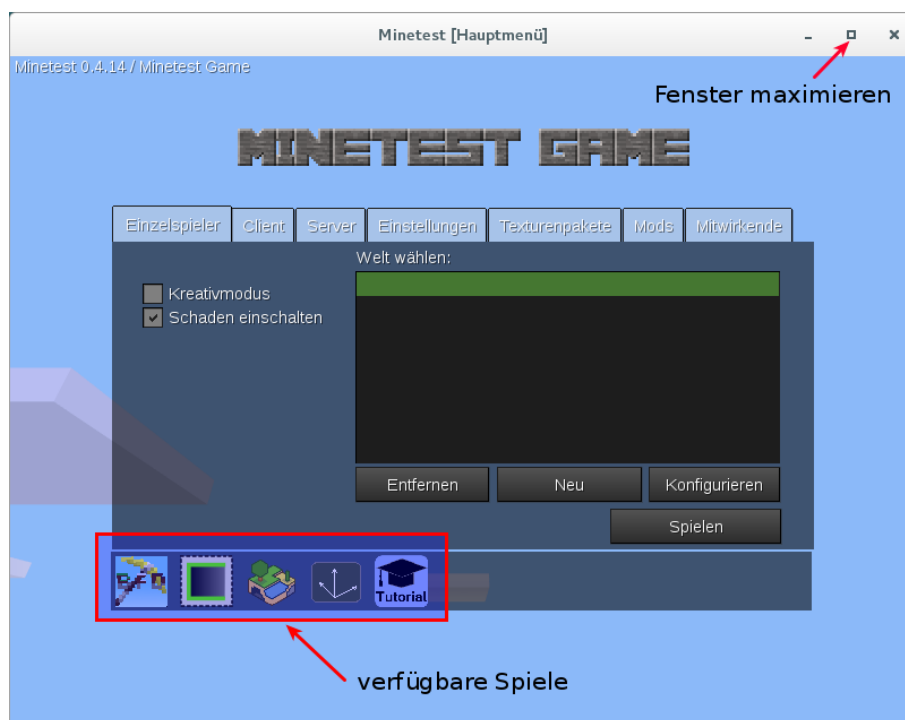 Minetest [Hauptmenü]
Minetest 0.4.14 / Minetest Game
Fenster maximieren
MINETEST GAME
Einzelspieler Client Server Einstellungen Texturenpakete Mods Mitwirkende
Welt wählen:
Kreativmodus
Schaden einschalten
Entfernen Neu Konfigurieren
Spielen
Tutorial
verfügbare Spiele